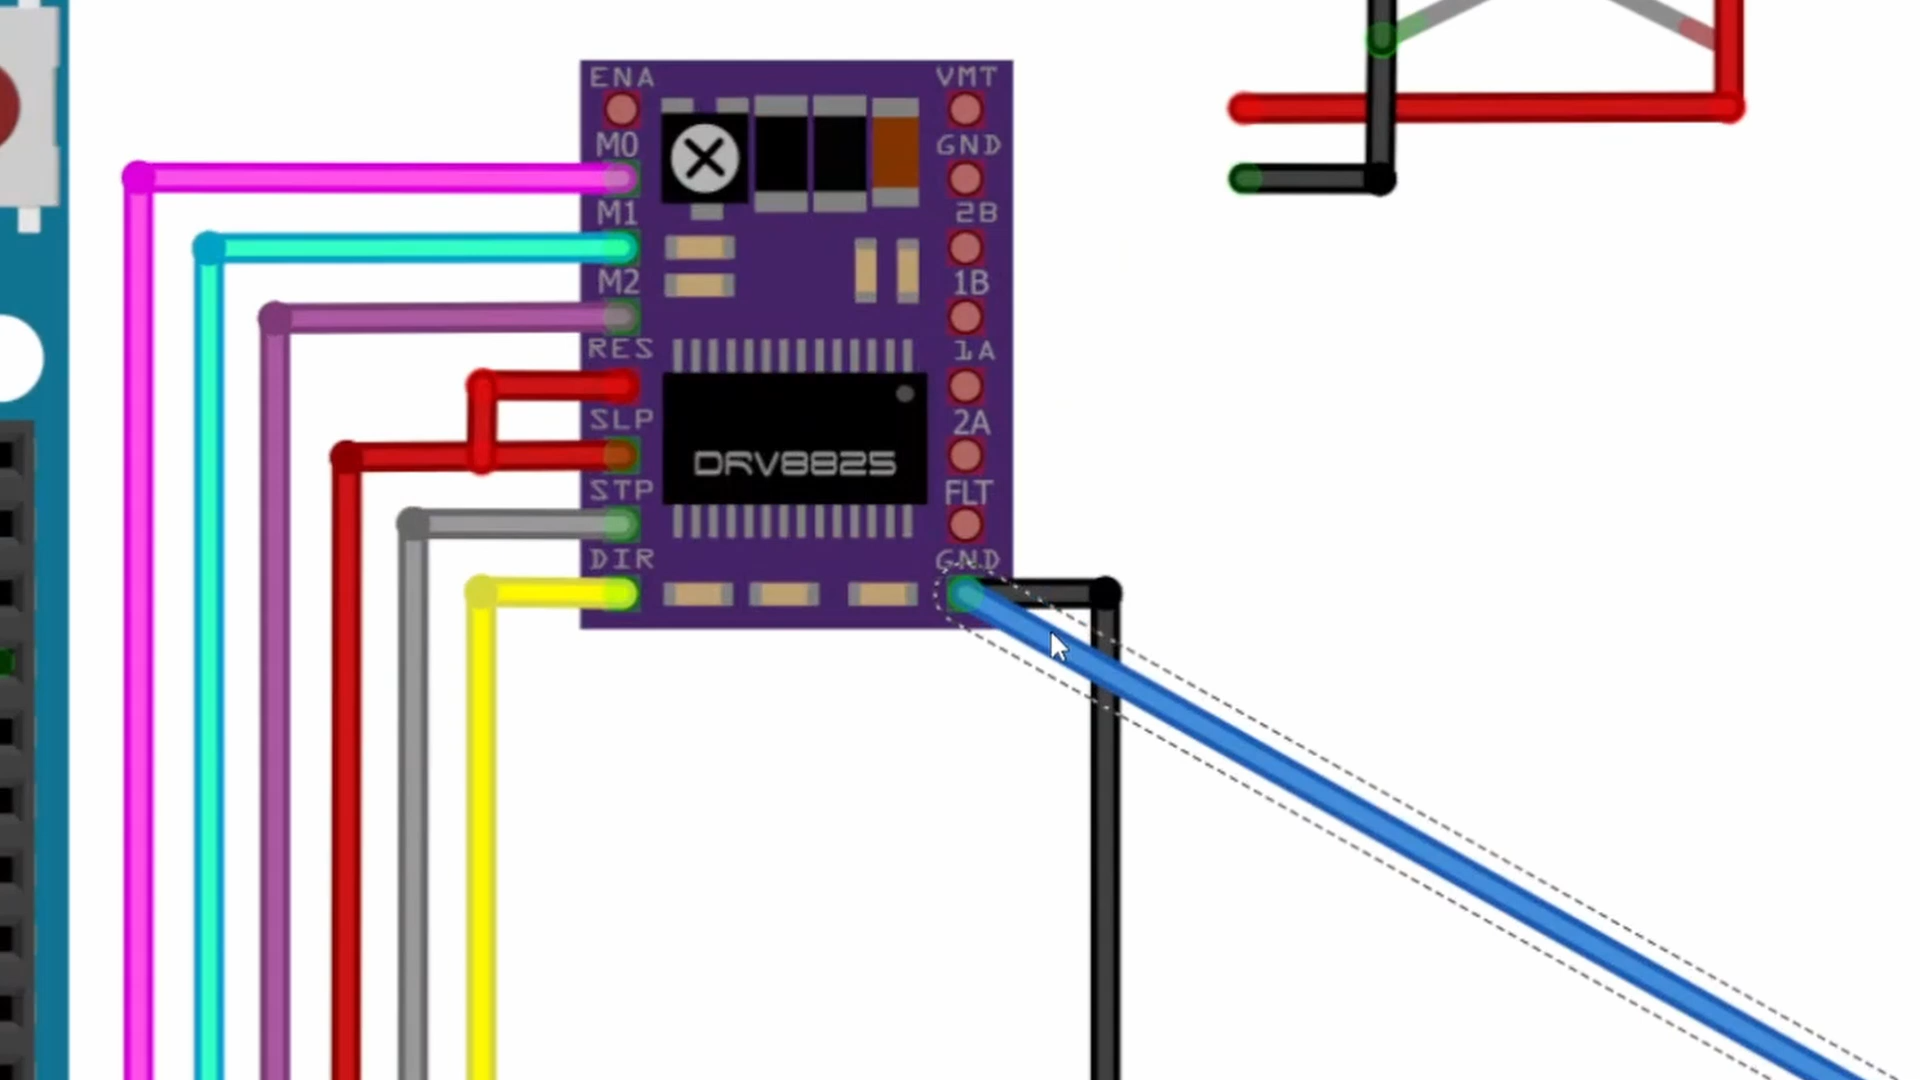 ENA VMT
M0 GND
M1 2B
M2 1B
RES 1A
SLP 2A
DRV8825
STP FLT
DIR GND